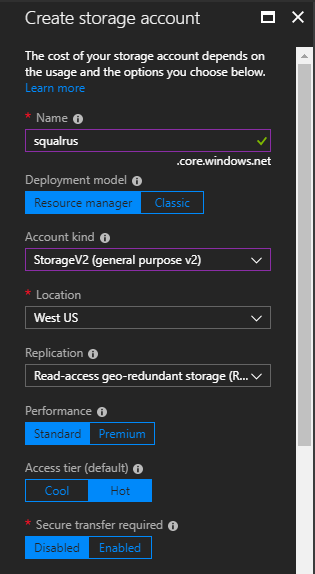 Create storage account
The cost of your storage account depends on
the usage and the options you choose below.
Learn more
* Name
squalrus
.core.windows.net
Deployment model
Resource manager Classic
Account kind
StorageV2 (general purpose v2)
* Location
West US
Replication
Read-access geo-redundant storage (R...
Performance
Standard Premium
Access tier (default)
Cool Hot
* Secure transfer required
Disabled Enabled